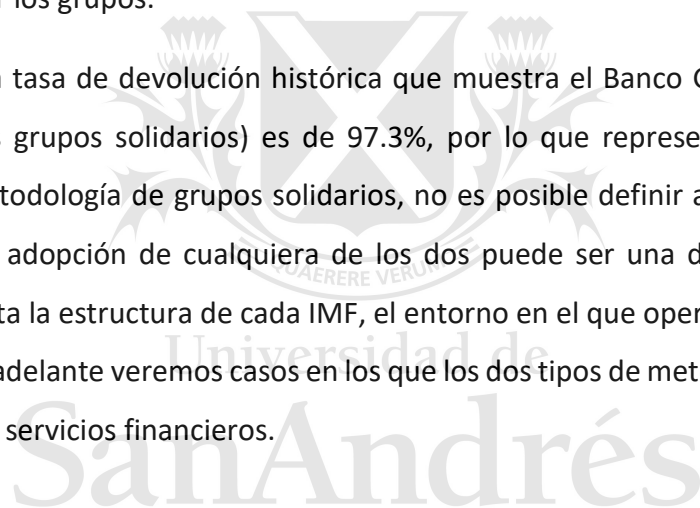 los grupos.
tasa de devolución histórica que muestra el Banco
grupos solidarios) es de 97.3%, por lo que
todología de grupos solidarios, no es posible definir
adopción de cualquiera de los dos puede ser una
QUAERERE VERUM
ta la estructura de cada IMF, el entorno en el que
Universidad de
adelante veremos casos en los que los dos tipos de
servicios financieros.
SanAndrés